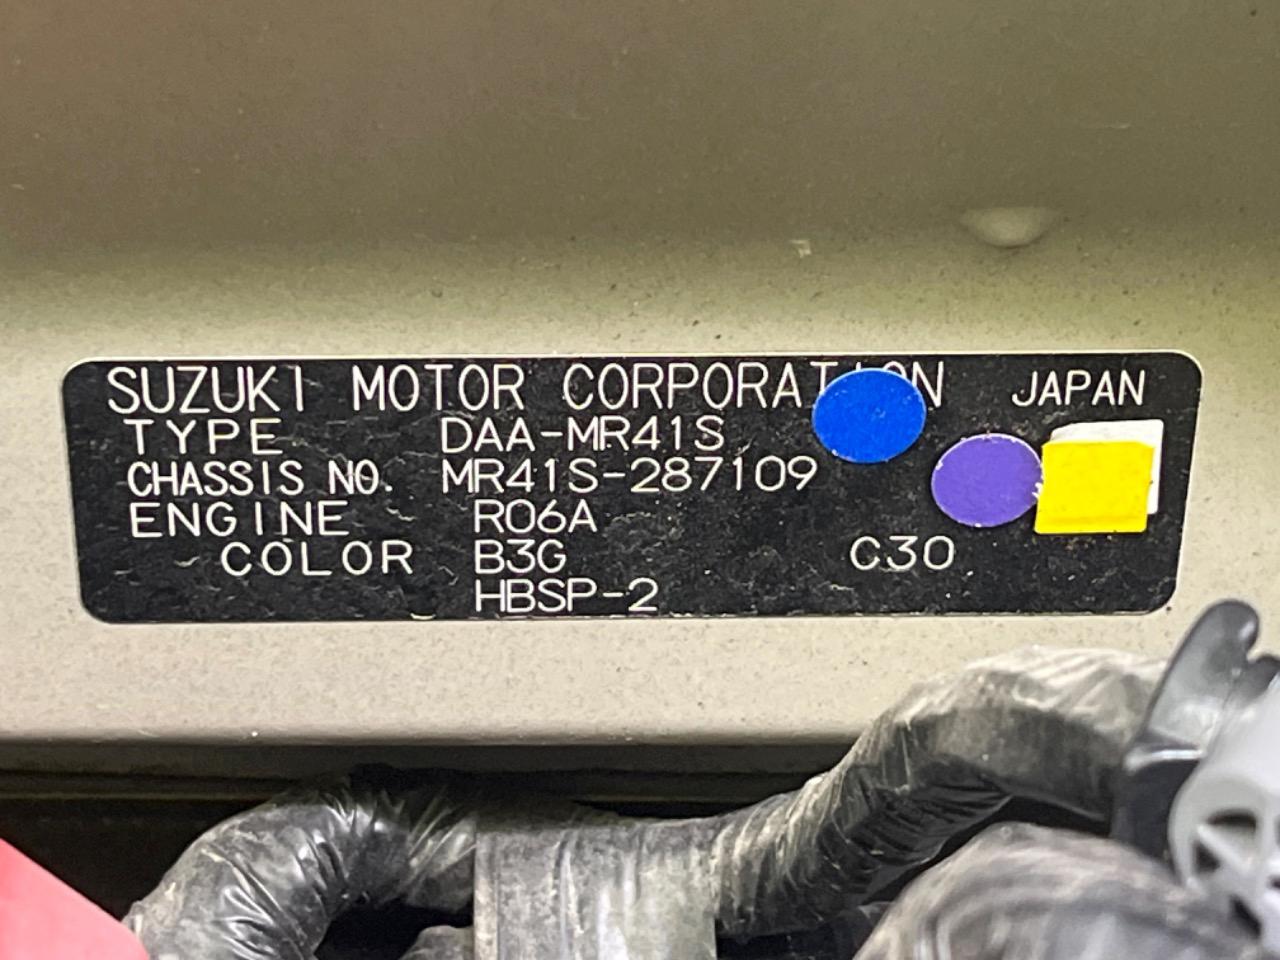 SUZUKI MOTOR CORPORATION JAPAN
TYPE DAA-MR41S
CHASSIS NO. MR41S-287109
ENGINE R06A
COLOR B3G C30
HBSP-2